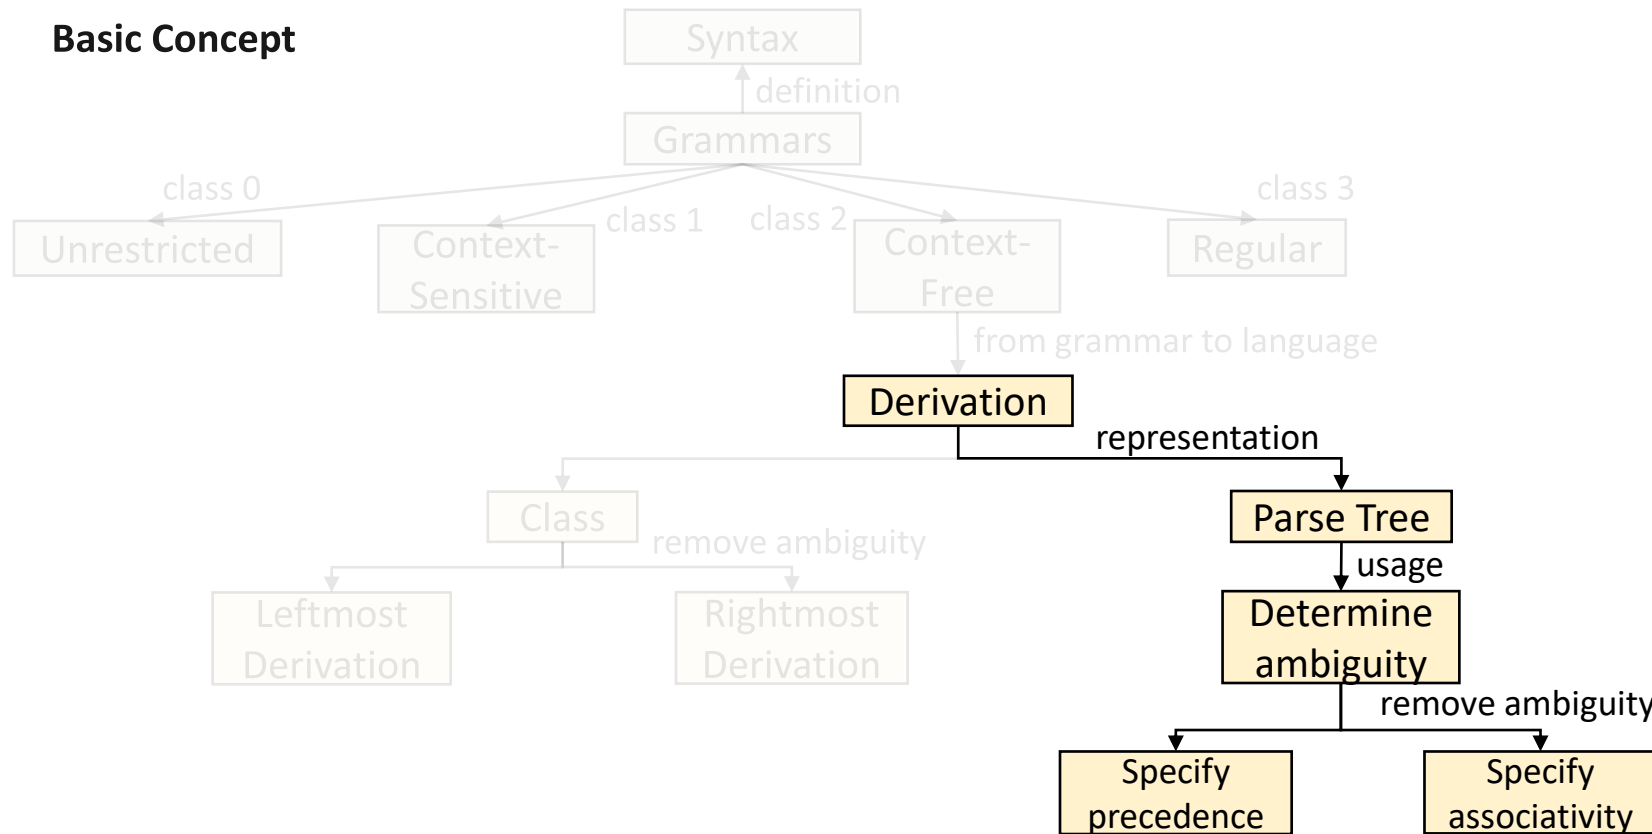 Basic Concept
Syntax
definition
Grammars
class 0
class 1
class 2
class 3
Unrestricted
Context-
Sensitive
Context-
Free
Regular
from grammar to language
Derivation
representation
Class
Parse Tree
remove ambiguity
usage
Leftmost
Derivation
Rightmost
Derivation
Determine
ambiguity
remove ambiguity
Specify
precedence
Specify
associativity